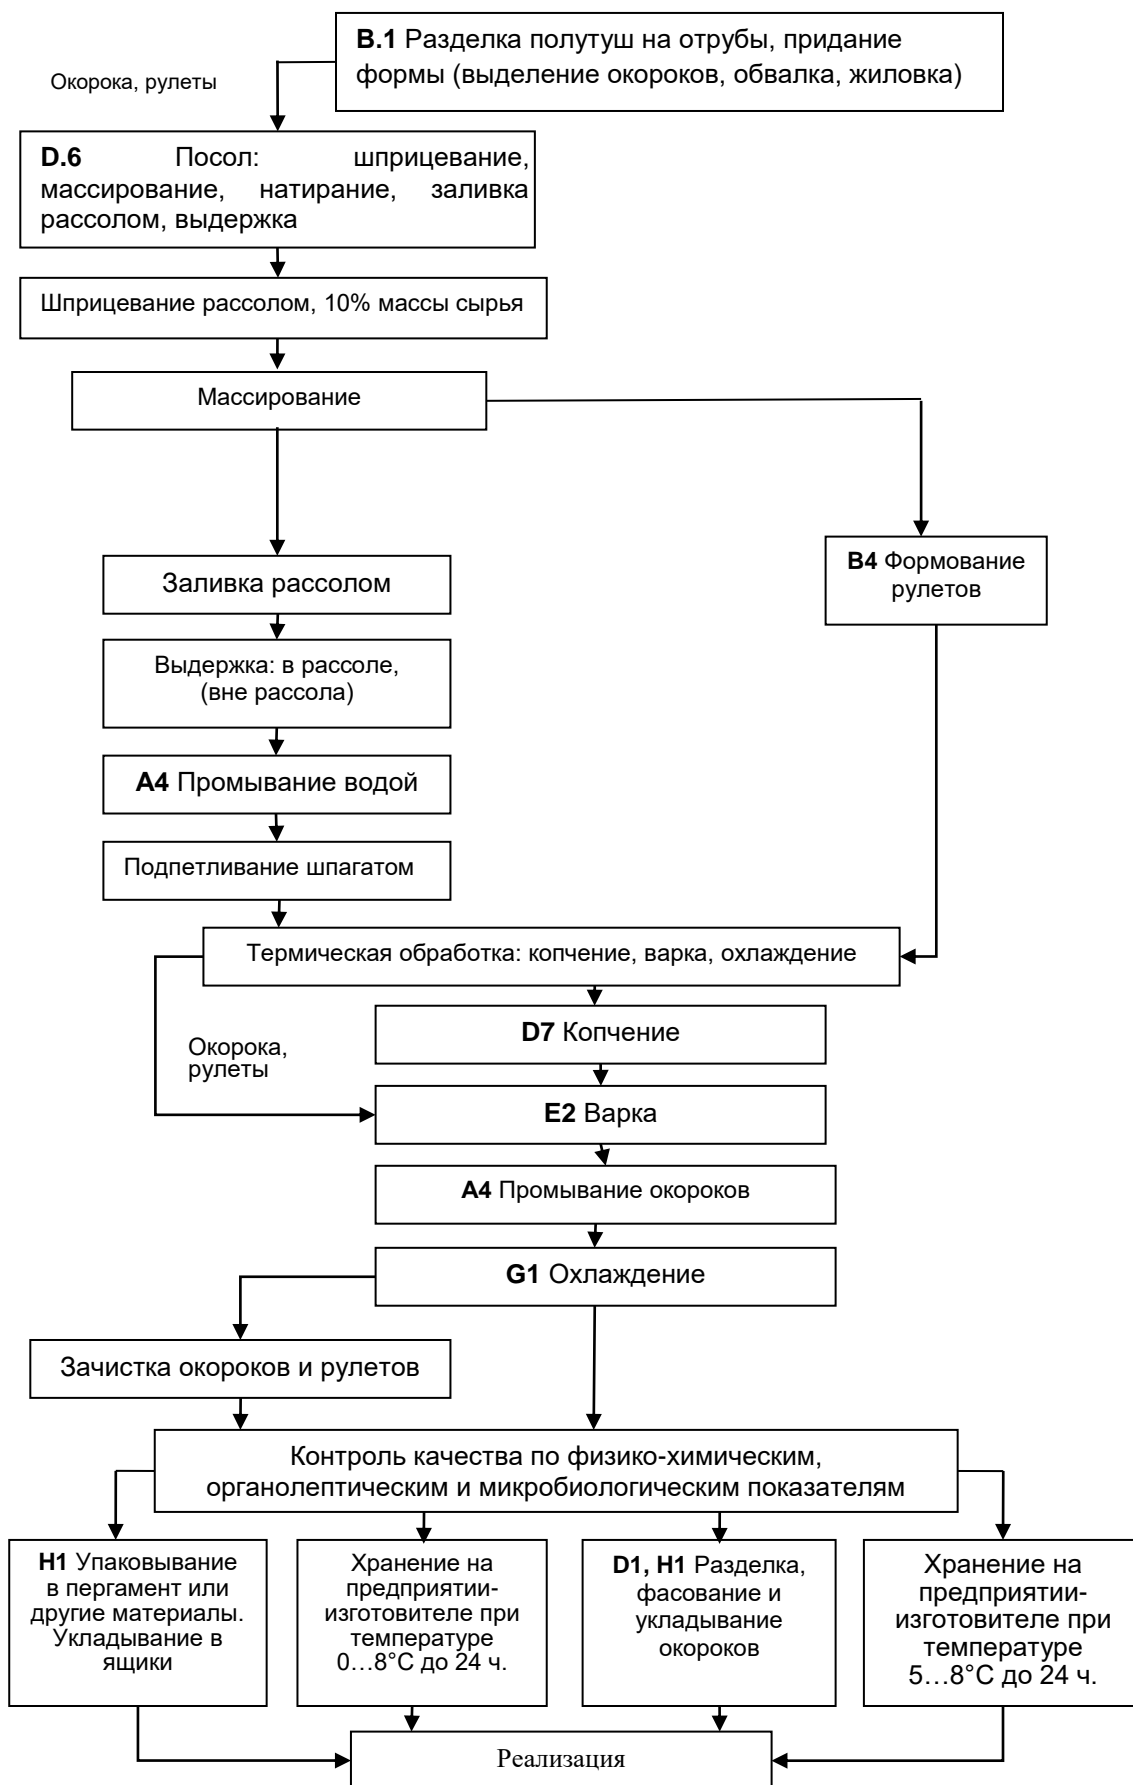 B.1 Разделка полутуш на отрубы, придание
формы (выделение окороков, обвалка, жиловка)
Окорока, рулеты
D.6 Посол: шприцевание,
массирование, натирание, заливка
рассолом, выдержка
Шприцевание рассолом, 10% массы сырья
Массирование
Заливка рассолом
B4 Формование
рулетов
Выдержка: в рассоле,
(вне рассола)
A4 Промывание водой
Подпетливание шпагатом
Термическая обработка: копчение, варка, охлаждение
D7 Копчение
Окорока,
рулеты
E2 Варка
A4 Промывание окороков
G1 Охлаждение
Зачистка окороков и рулетов
Контроль качества по физико-химическим,
органолептическим и микробиологическим показателям
H1 Упаковывание
в пергамент или
другие материалы.
Укладывание в
ящики
Хранение на
предприятии-
изготовителе при
температуре
0…8°С до 24 ч.
D1, H1 Разделка,
фасование и
укладывание
окороков
Хранение на
предприятии-
изготовителе при
температуре
5…8°С до 24 ч.
Реализация